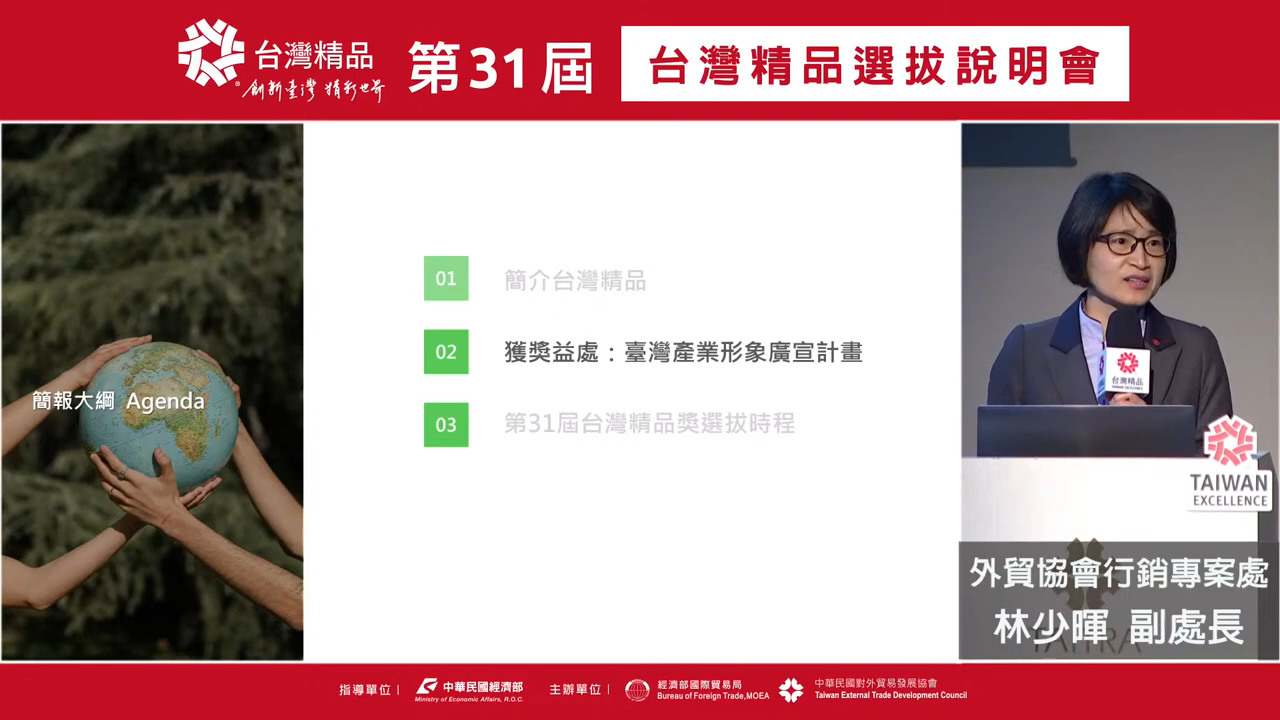 台灣精品
創新臺灣 精彩世界
第31屆
台灣精品選拔說明會
簡報大綱 Agenda
01 簡介台灣精品
02 獲獎益處：臺灣產業形象廣宣計畫
03 第31屆台灣精品獎選拔時程
台灣精品
TAIWAN EXCELLENCE
TAIWAN
EXCELLENCE
外貿協會行銷專案處
林少暉 副處長
TAITRA
指導單位｜
中華民國經濟部
Ministry of Economic Affairs, R.O.C.
主辦單位｜
經濟部國際貿易局
Bureau of Foreign Trade,MOEA
中華民國對外貿易發展協會
Taiwan External Trade Development Council